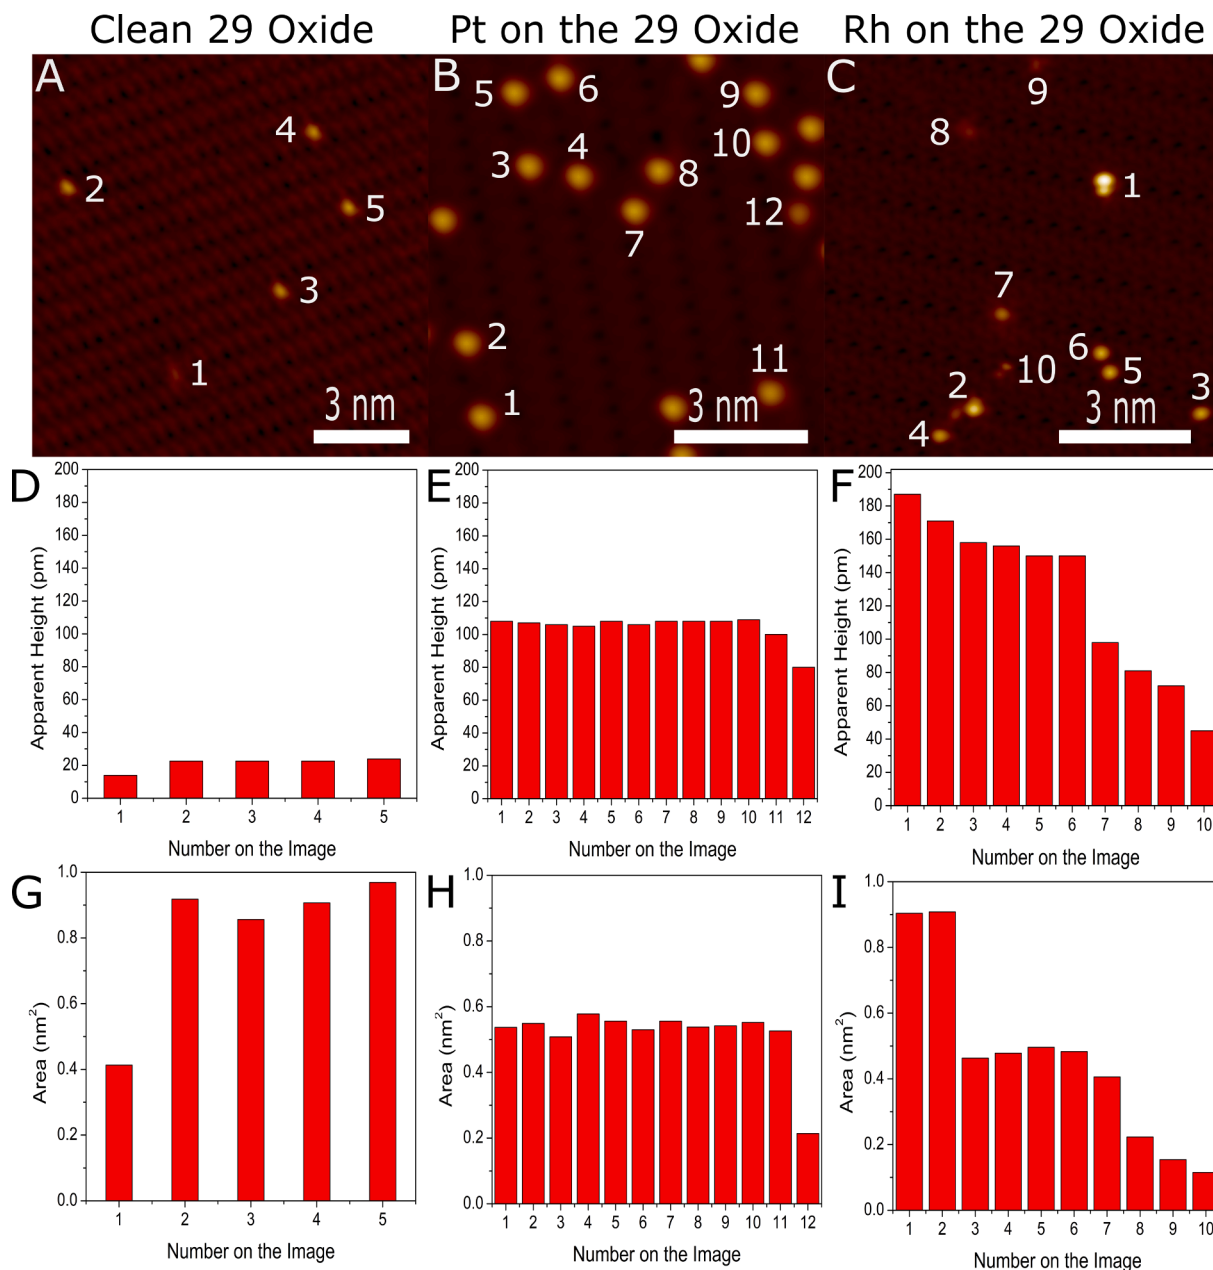 Clean 29 Oxide
Pt on the 29 Oxide
Rh on the 29 Oxide
A
4
2
5
3
1
3 nm
B
5
6
9
3
4
10
8
12
7
2
11
1
3 nm
C
9
8
1
7
6
5
10
2
3
4
3 nm
D
Apparent Height (pm)
200
180
160
140
120
100
80
60
40
20
0
1 2 3 4 5
Number on the Image
E
Apparent Height (pm)
200
180
160
140
120
100
80
60
40
20
0
1 2 3 4 5 6 7 8 9 10 11 12
Number on the Image
F
Apparent Height (pm)
200
180
160
140
120
100
80
60
40
20
0
1 2 3 4 5 6 7 8 9 10
Number on the Image
G
Area (nm²)
1.0
0.8
0.6
0.4
0.2
0.0
1 2 3 4 5
Number on the Image
H
Area (nm²)
1.0
0.8
0.6
0.4
0.2
0.0
1 2 3 4 5 6 7 8 9 10 11 12
Number on the Image
I
Area (nm²)
1.0
0.8
0.6
0.4
0.2
0.0
1 2 3 4 5 6 7 8 9 10
Number on the Image